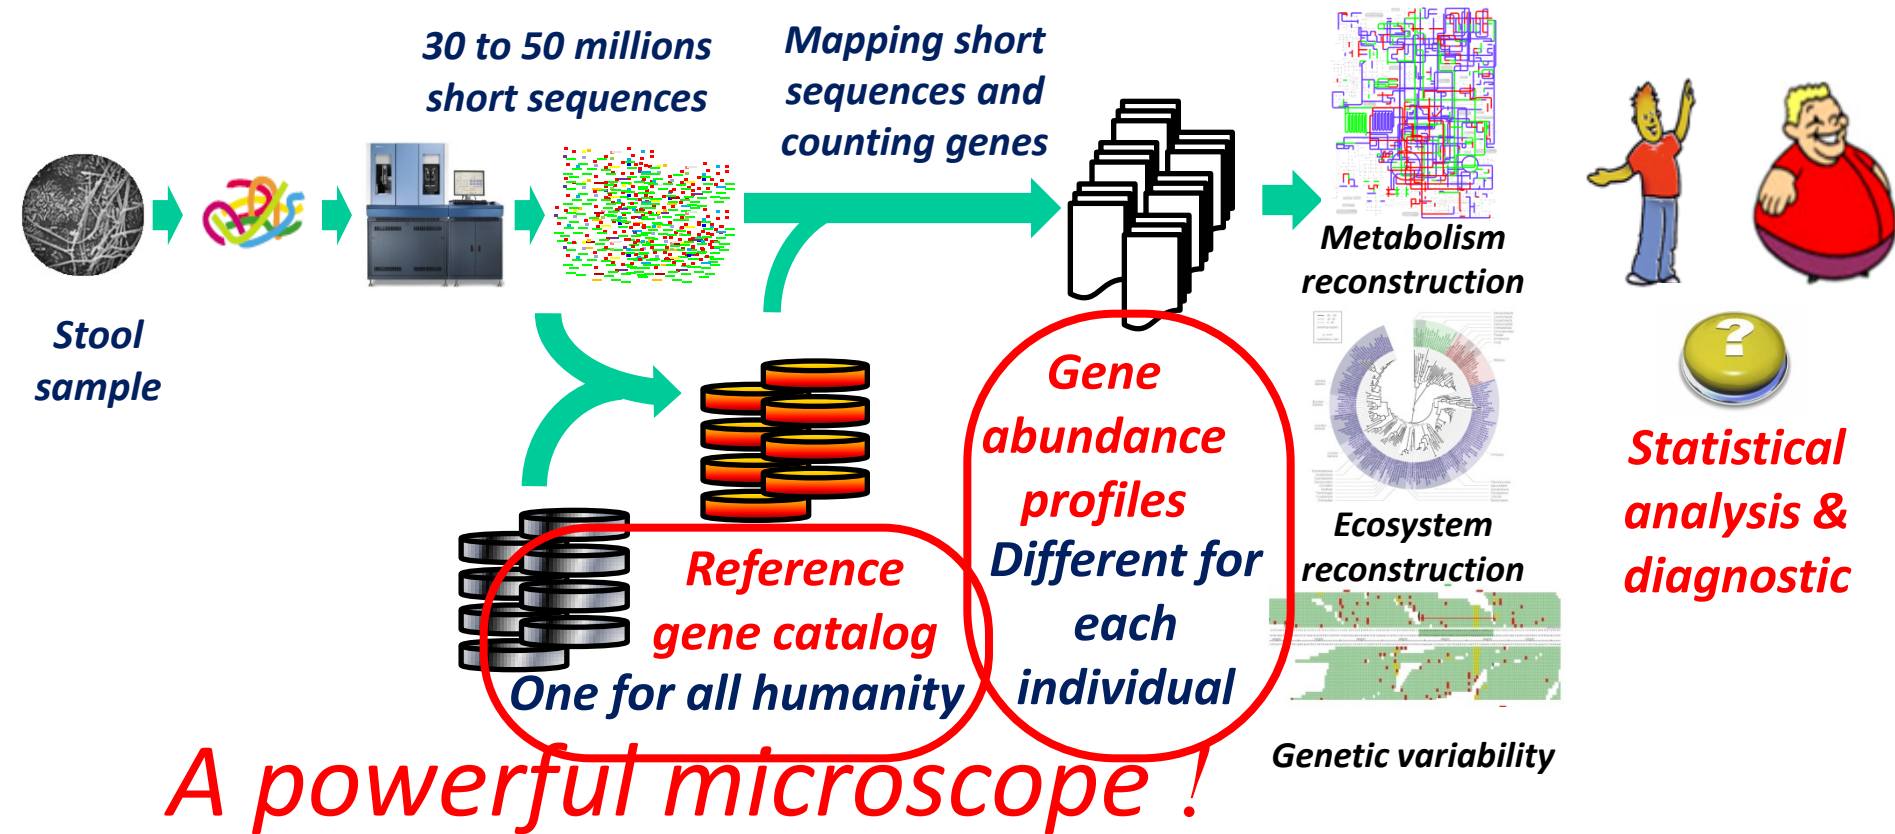 30 to 50 millions
short sequences
Mapping short
sequences and
counting genes
Stool
sample
Metabolism
reconstruction
Gene
abundance
profiles
Different for
each
individual
Reference
gene catalog
One for all humanity
Ecosystem
reconstruction
Genetic variability
?
Statistical
analysis &
diagnostic
A powerful microscope !